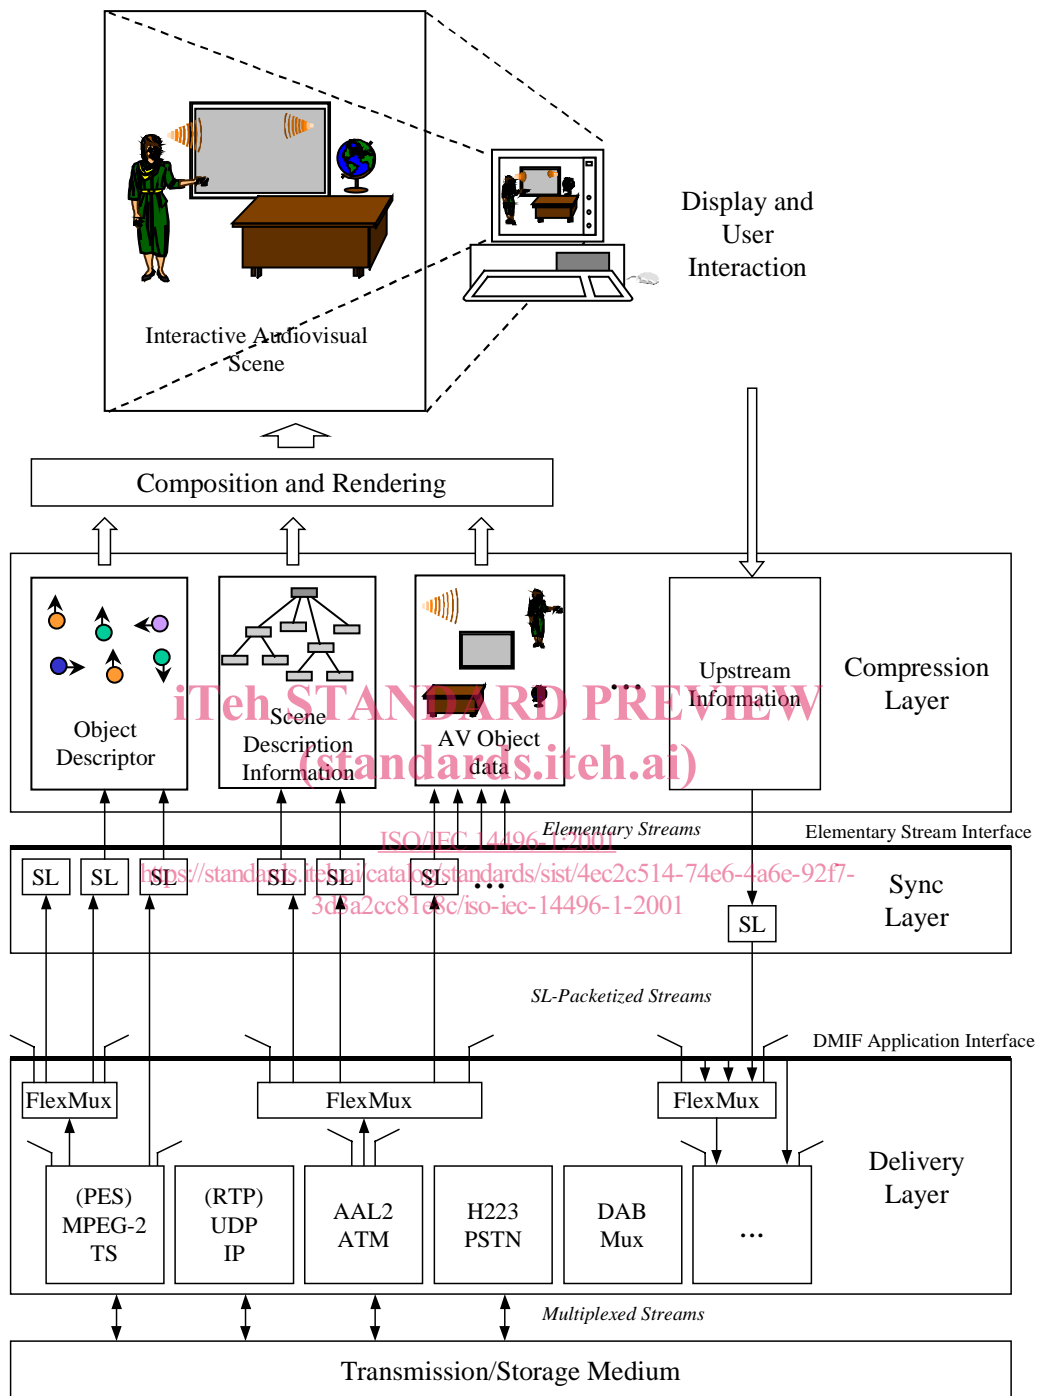 Display and
User
Interaction
Interactive Audiovisual
Scene
Composition and Rendering
Object
Descriptor
Scene
Description
Information
AV Object
data
...
Upstream
Information
Compression
Layer
iTeh STANDARD PREVIEW
(standards.iteh.ai)
Elementary Streams
Elementary Stream Interface
ISO/IEC 14496-1:2001
https://standards.iteh.ai/catalog/standards/sist/4ec2c514-74e6-4a6e-92f7-
3d3a2cc81e8c/iso-iec-14496-1-2001
SL SL SL SL SL SL ...
SL
Sync
Layer
SL-Packetized Streams
DMIF Application Interface
FlexMux FlexMux FlexMux
Delivery
Layer
(PES)
MPEG-2
TS
(RTP)
UDP
IP
AAL2
ATM
H223
PSTN
DAB
Mux
...
Multiplexed Streams
Transmission/Storage Medium